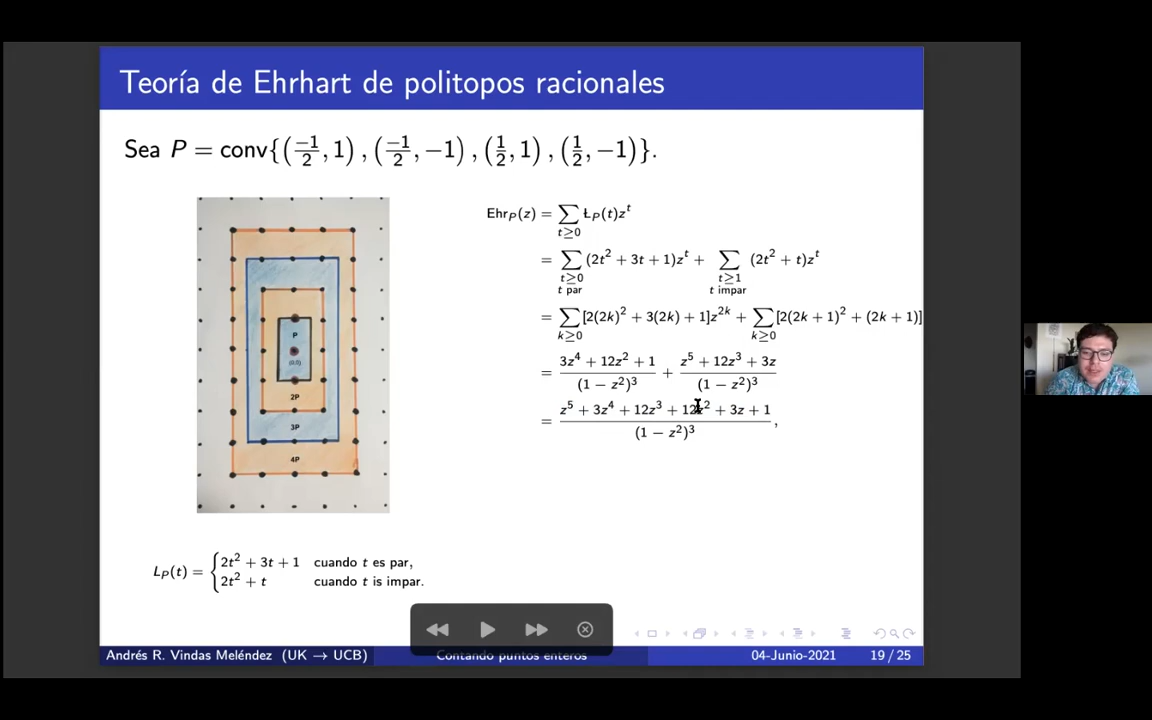 Teoría de Ehrhart de politopos racionales
Sea P = conv{(−1/2, 1), (−1/2, −1), (1/2, 1), (1/2, −1)}.
Ehr_P(z) = ∑_{t≥0} Ł_P(t)z^t
= ∑_{t≥0, t par} (2t² + 3t + 1)z^t + ∑_{t≥1, t impar} (2t² + t)z^t
= ∑_{k≥0} [2(2k)² + 3(2k) + 1]z^{2k} + ∑_{k≥0} [2(2k + 1)² + (2k + 1)]
= (3z⁴ + 12z² + 1)/(1 − z²)³ + (z⁵ + 12z³ + 3z)/(1 − z²)³
= (z⁵ + 3z⁴ + 12z³ + 12z² + 3z + 1)/(1 − z²)³,
P
(0,0)
2P
3P
4P
L_P(t) = { 2t² + 3t + 1 cuando t es par,
2t² + t cuando t is impar.
Andrés R. Vindas Meléndez (UK → UCB)
Contando puntos enteros
04-Junio-2021
19 / 25